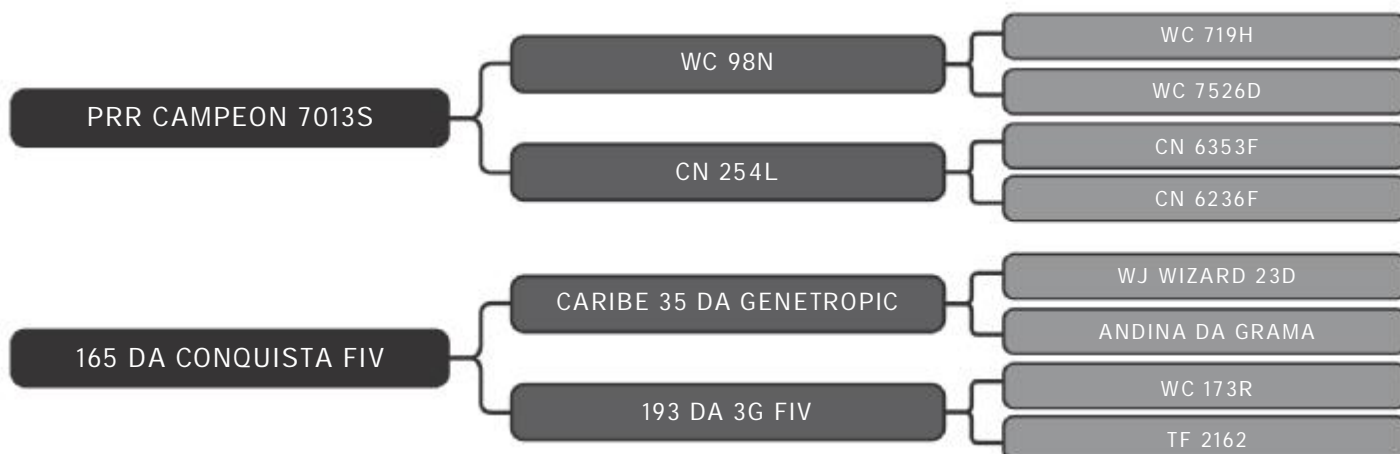 PRR CAMPEON 7013S
WC 98N
WC 719H
WC 7526D
CN 254L
CN 6353F
CN 6236F
165 DA CONQUISTA FIV
CARIBE 35 DA GENETROPIC
WJ WIZARD 23D
ANDINA DA GRAMA
193 DA 3G FIV
WC 173R
TF 2162